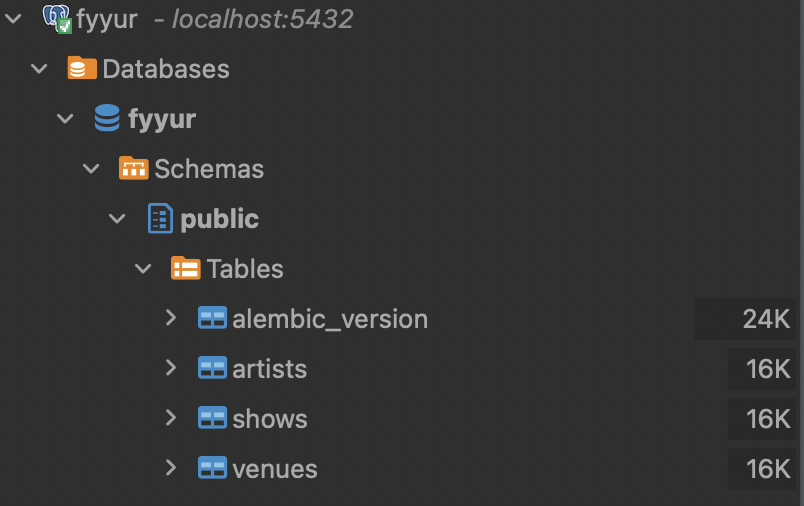 fyyur - localhost:5432
Databases
fyyur
Schemas
public
Tables
alembic_version 24K
artists 16K
shows 16K
venues 16K